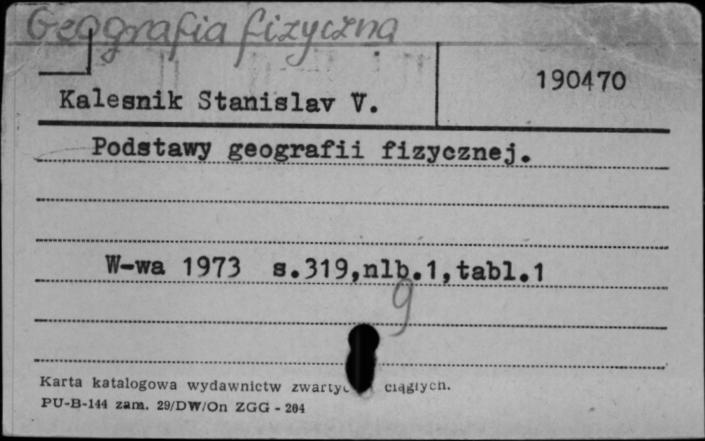 Geografia fizyczna
190470
Kalesnik Stanislav V.
Podstawy geografii fizycznej.
W-wa 1973 s.319,nlb.1,tabl.1
9
Karta katalogowa wydawnictw ciągłych.
PU-B-144 zam. 29/DW/On ZGG - 204